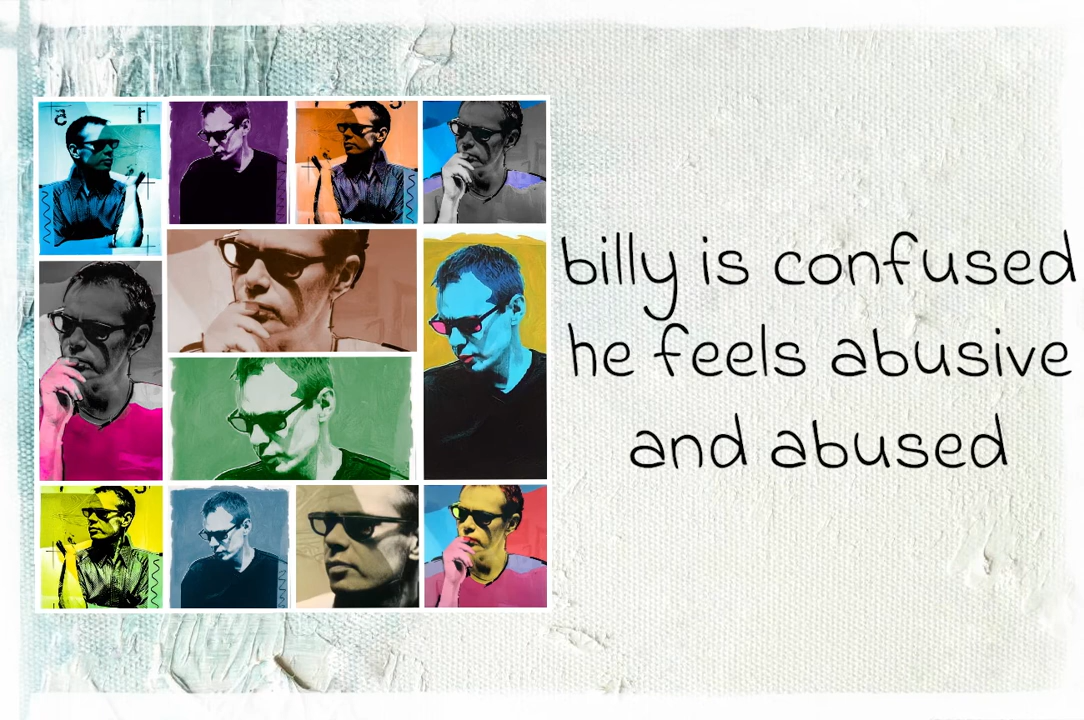 billy is confused
he feels abusive
and abused